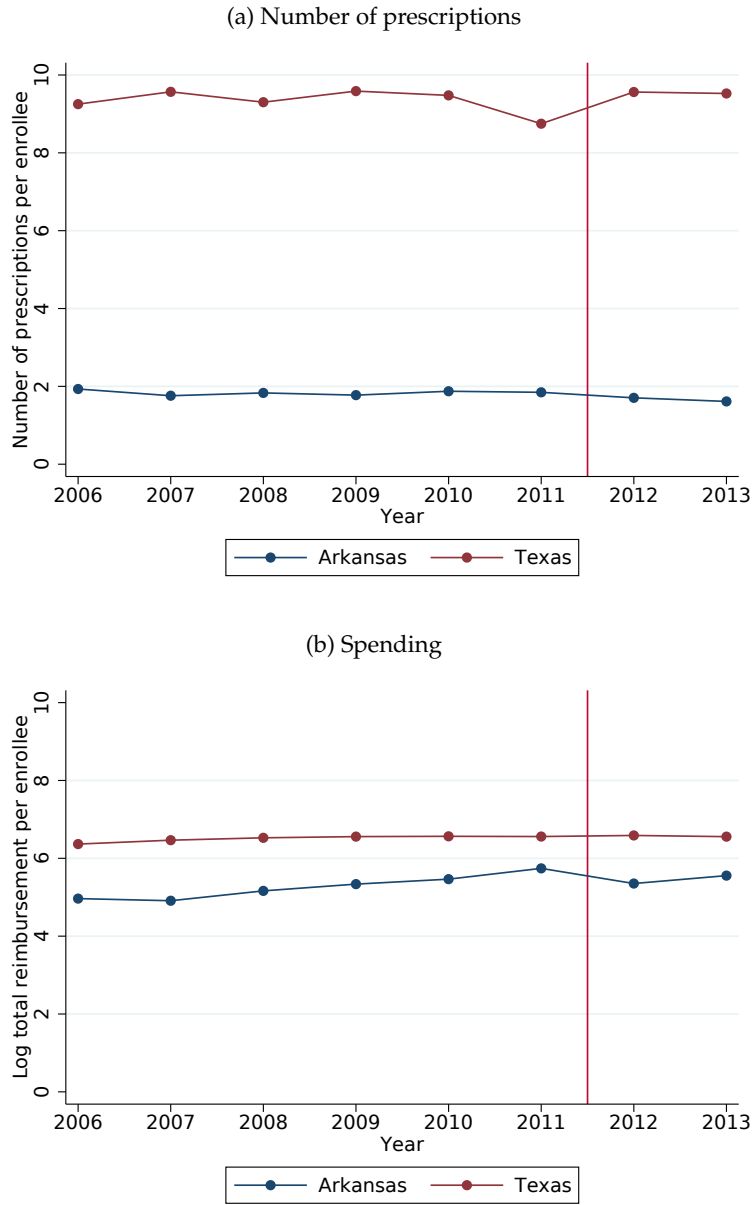 (a) Number of prescriptions
Number of prescriptions per enrollee
10
8
6
4
2
0
2006 2007 2008 2009 2010 2011 2012 2013
Year
Arkansas Texas
(b) Spending
Log total reimbursement per enrollee
10
8
6
4
2
0
2006 2007 2008 2009 2010 2011 2012 2013
Year
Arkansas Texas